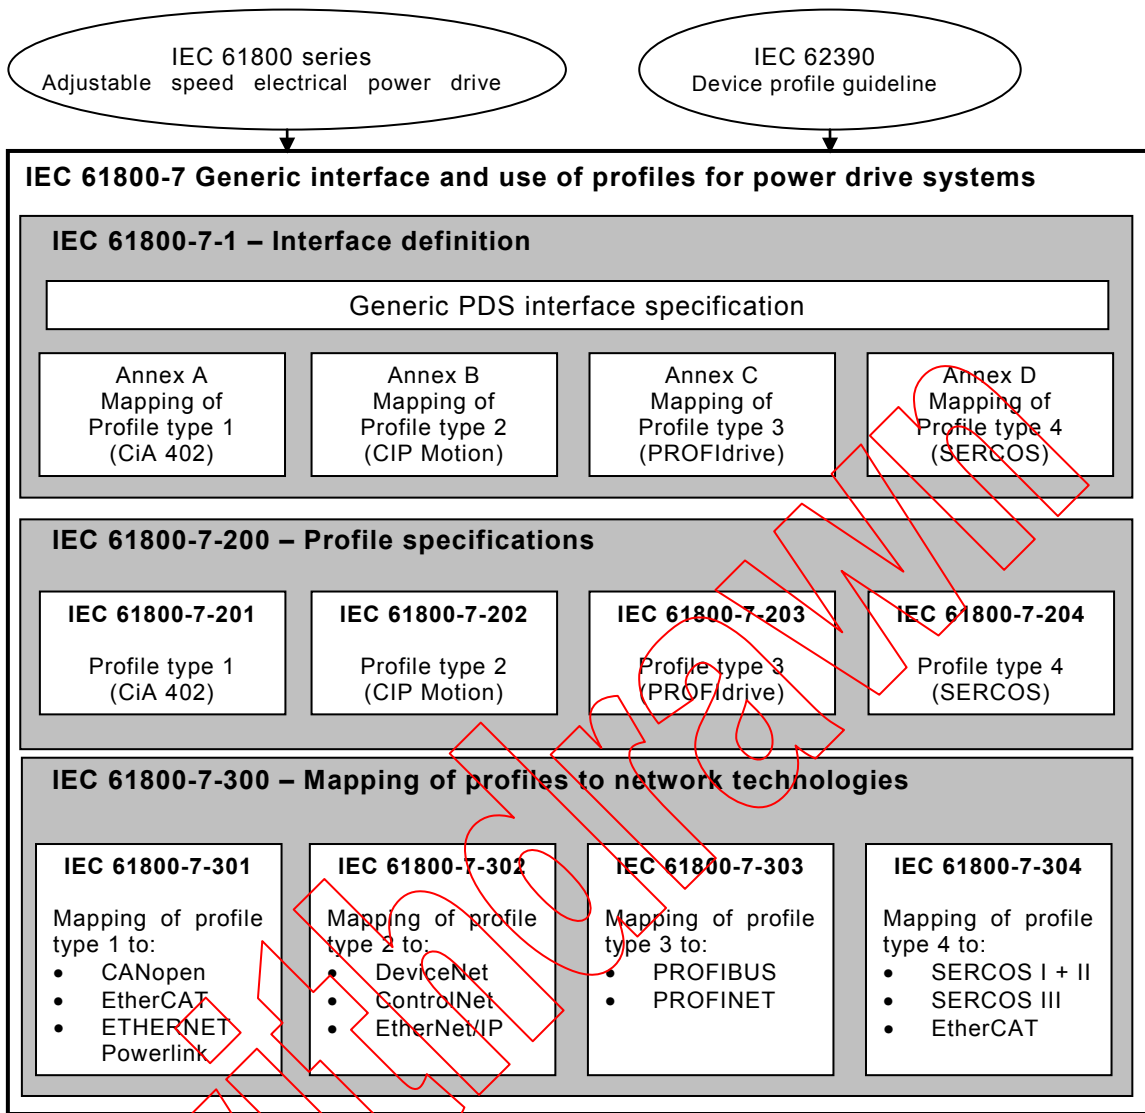 IEC 61800 series
Adjustable speed electrical power drive
IEC 62390
Device profile guideline
IEC 61800-7 Generic interface and use of profiles for power drive systems
IEC 61800-7-1 – Interface definition
Generic PDS interface specification
Annex A
Mapping of
Profile type 1
(CiA 402)
Annex B
Mapping of
Profile type 2
(CIP Motion)
Annex C
Mapping of
Profile type 3
(PROFIdrive)
Annex D
Mapping of
Profile type 4
(SERCOS)
IEC 61800-7-200 – Profile specifications
IEC 61800-7-201
Profile type 1
(CiA 402)
IEC 61800-7-202
Profile type 2
(CIP Motion)
IEC 61800-7-203
Profile type 3
(PROFIdrive)
IEC 61800-7-204
Profile type 4
(SERCOS)
IEC 61800-7-300 – Mapping of profiles to network technologies
IEC 61800-7-301
Mapping of profile
type 1 to:
• CANopen
• EtherCAT
• ETHERNET
Powerlink
IEC 61800-7-302
Mapping of profile
type 2 to:
• DeviceNet
• ControlNet
• EtherNet/IP
IEC 61800-7-303
Mapping of profile
type 3 to:
• PROFIBUS
• PROFINET
IEC 61800-7-304
Mapping of profile
type 4 to:
• SERCOS I + II
• SERCOS III
• EtherCAT